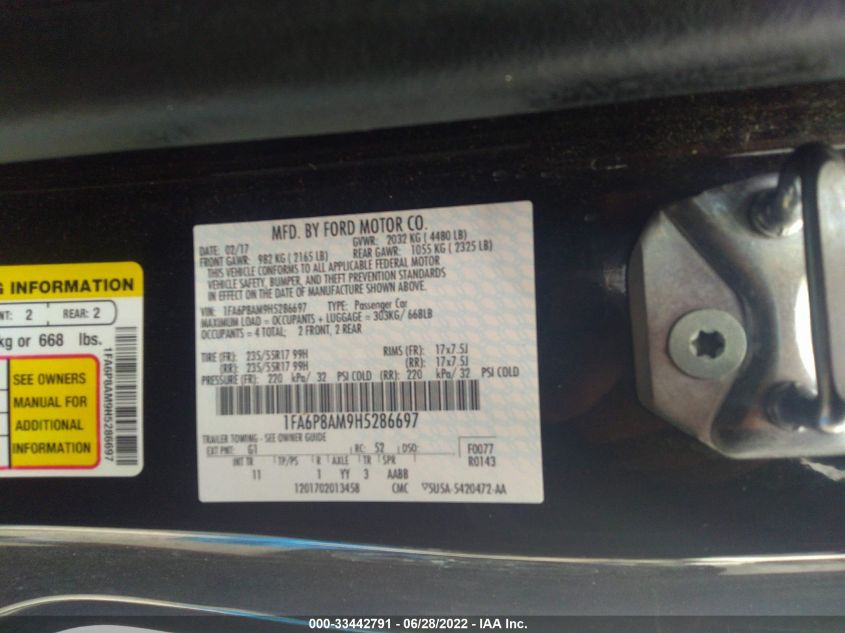 MFD. BY FORD MOTOR CO.
DATE: 02/17
GVWR: 2032 KG ( 4480 LB)
FRONT GAWR: 982 KG ( 2165 LB)
REAR GAWR: 1055 KG ( 2325 LB)
THIS VEHICLE CONFORMS TO ALL APPLICABLE FEDERAL MOTOR
VEHICLE SAFETY, BUMPER, AND THEFT PREVENTION STANDARDS
IN EFFECT ON THE DATE OF MANUFACTURE SHOWN ABOVE.
VIN: 1FA6P8AM9H5286697 TYPE: Passenger Car
MAXIMUM LOAD = OCCUPANTS + LUGGAGE = 303KG/ 668LB
OCCUPANTS = 4 TOTAL; 2 FRONT, 2 REAR
TIRE (FR): 235/55R17 99H RIMS (FR): 17x7.5J
(RR): 235/55R17 99H (RR): 17x7.5J
PRESSURE (FR): 220 kPa/ 32 PSI COLD (RR): 220 kPa/ 32 PSI COLD
1FA6P8AM9H5286697
TRAILER TOWING - SEE OWNER GUIDE
EXT PNT: G1 RC: 52 DSO: F0077
INT TR TP/PS R AXLE TR SPR R0143
11 1 YY 3 AABB
1201702013458 CMC 5U5A-5420472-AA
G INFORMATION
NT: 2 REAR: 2
kg or 668 lbs.
SEE OWNERS
MANUAL FOR
ADDITIONAL
INFORMATION
1FA6P8AM9H5286697
000-33442791 - 06/28/2022 - IAA Inc.